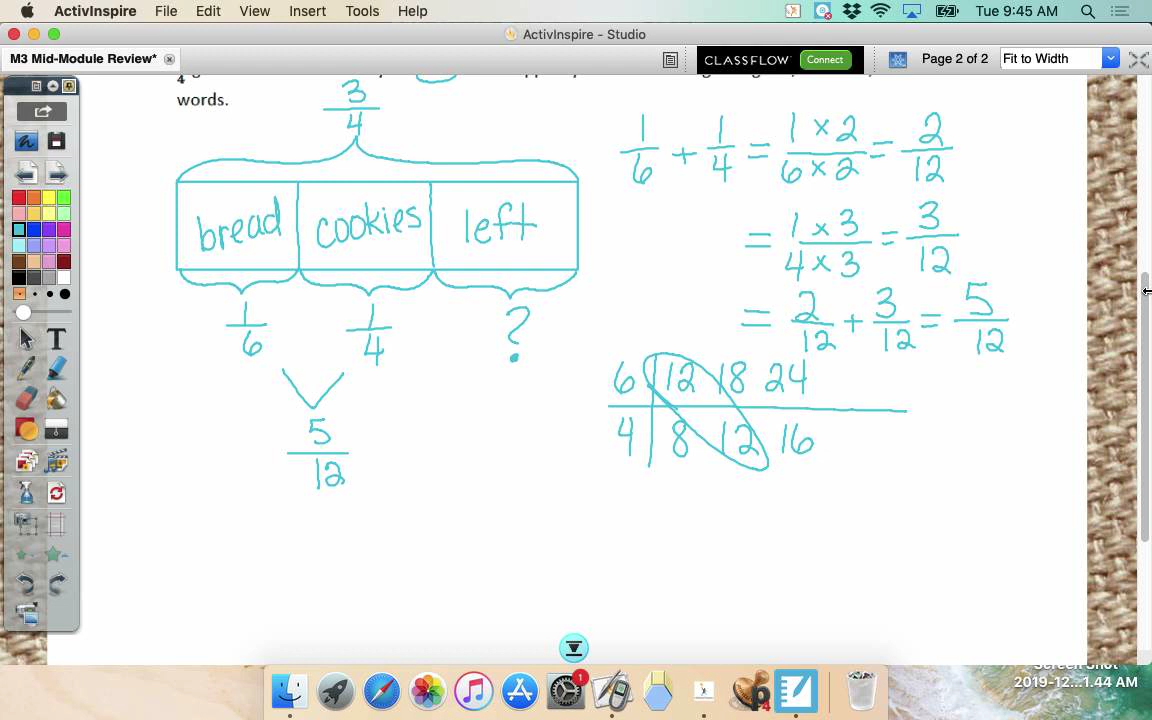 ActivInspire File Edit View Insert Tools Help Tue 9:45 AM
ActivInspire - Studio
M3 Mid-Module Review* CLASSFLOW Connect Page 2 of 2 Fit to Width
4
words.
3/4
bread cookies left
1/6 1/4 ?
5/12
1/6 + 1/4 = 1 × 2 / 6 × 2 = 2/12
= 1 × 3 / 4 × 3 = 3/12
= 2/12 + 3/12 = 5/12
6 12 18 24
4 8 12 16
T
1
Screen Shot
2019-12...1.44 AM